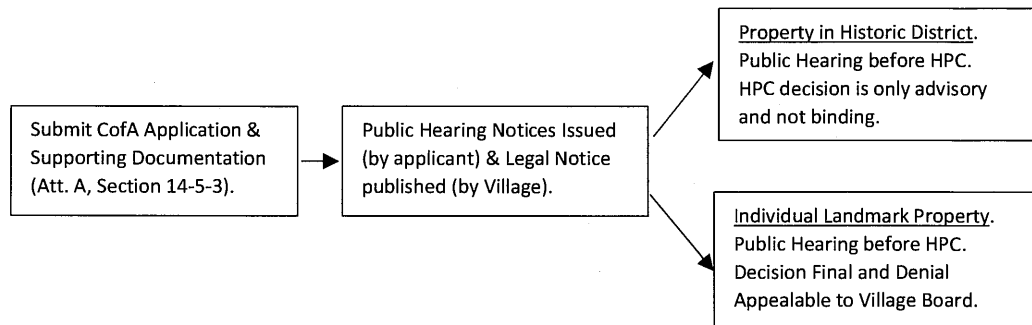 Submit CofA Application &
Supporting Documentation
(Att. A, Section 14-5-3).
Public Hearing Notices Issued
(by applicant) & Legal Notice
published (by Village).
Property in Historic District.
Public Hearing before HPC.
HPC decision is only advisory
and not binding.
Individual Landmark Property.
Public Hearing before HPC.
Decision Final and Denial
Appealable to Village Board.